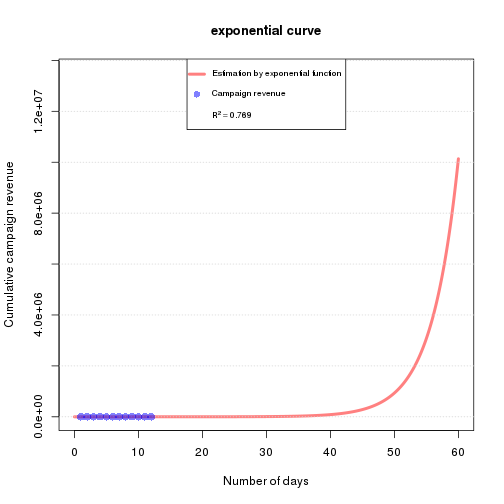 exponential curve
Estimation by exponential function
Campaign revenue
R² = 0.769
Cumulative campaign revenue
1.2e+07
8.0e+06
4.0e+06
0.0e+00
0 10 20 30 40 50 60
Number of days